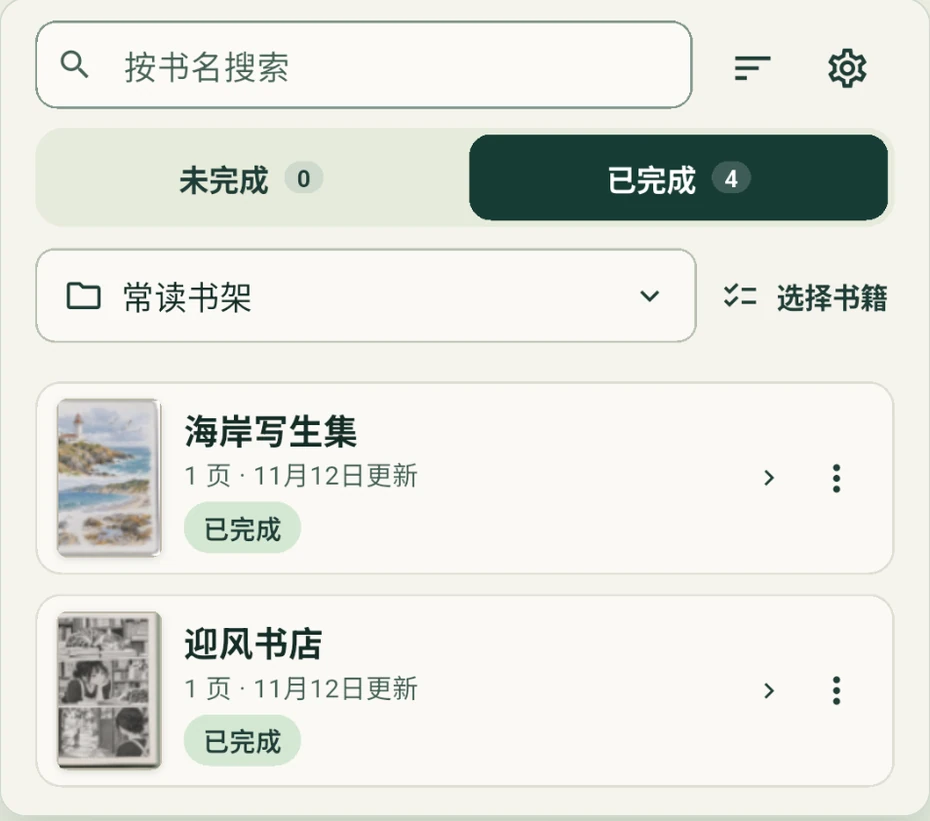 按书名搜索
未完成 0 已完成 4
常读书架 选择书籍
海岸写生集
1 页 · 11月12日更新
已完成
迎风书店
1 页 · 11月12日更新
已完成